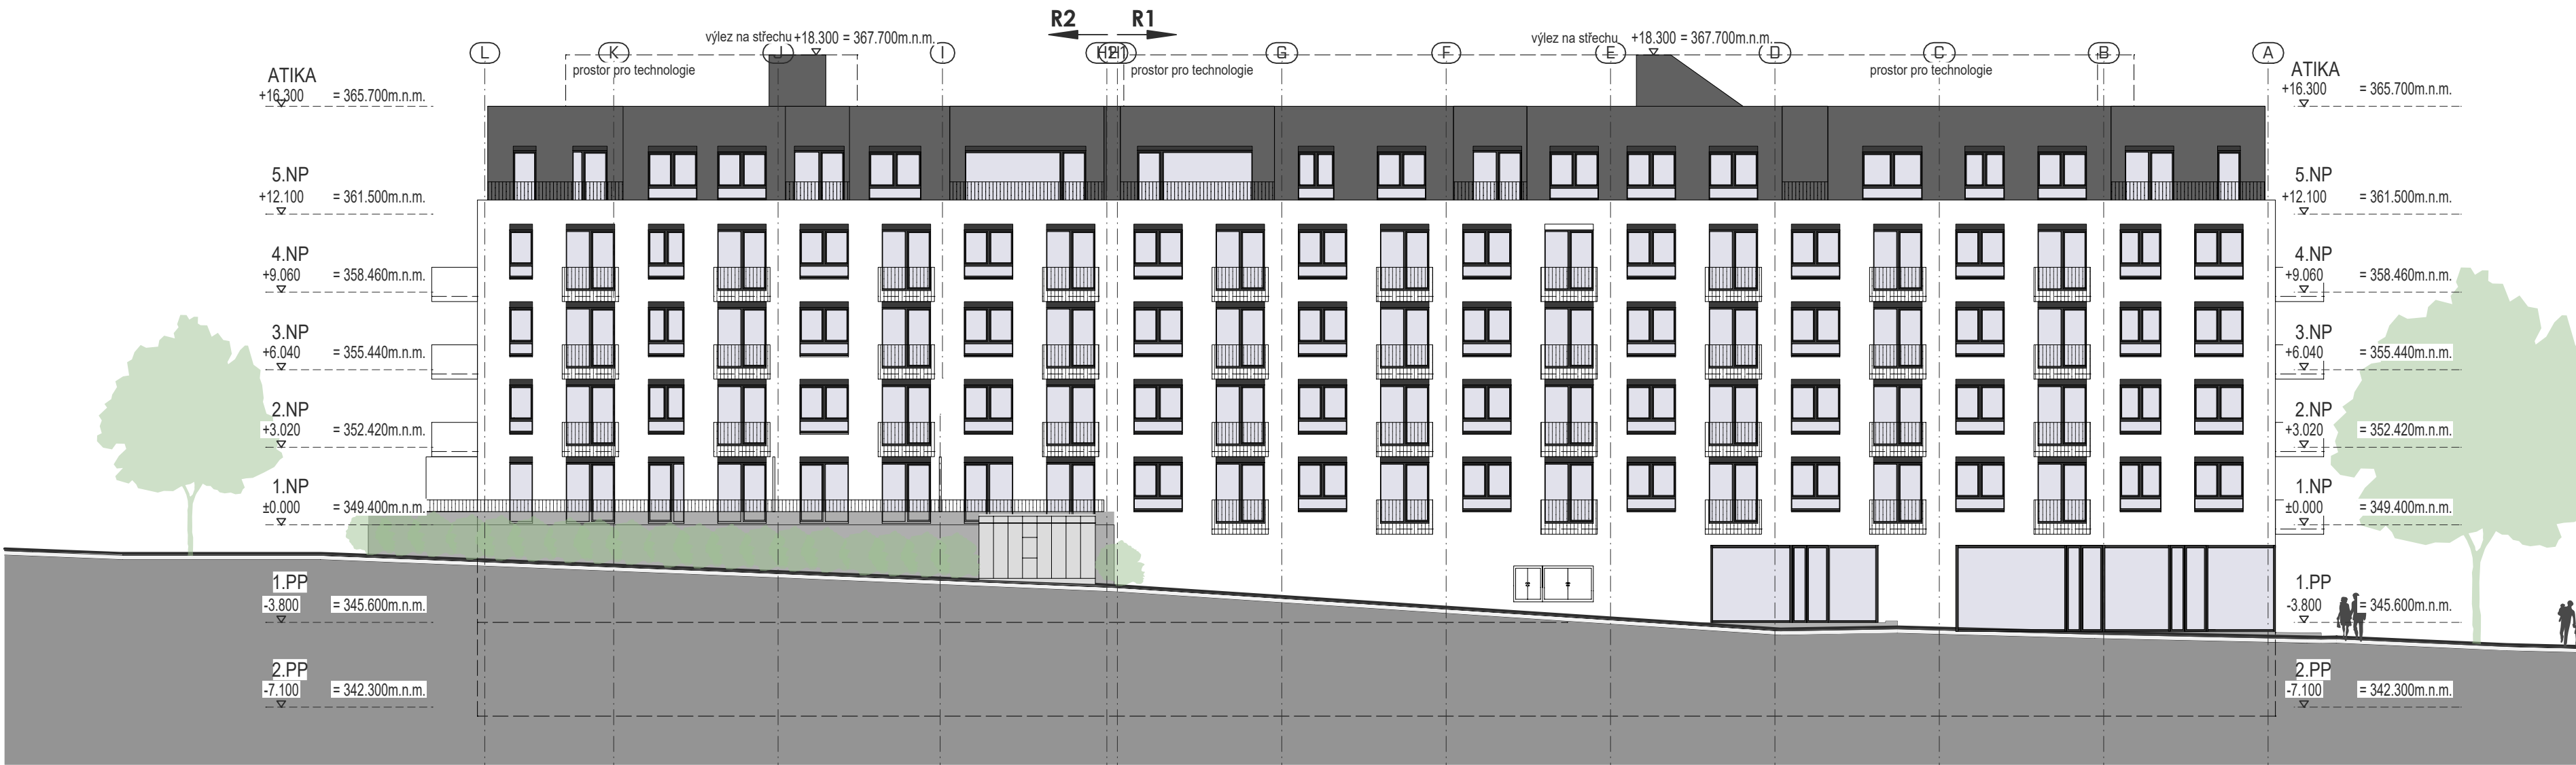 R2 R1
výlez na střechu +18.300 = 367.700m.n.m.
výlez na střechu +18.300 = 367.700m.n.m.
L K J I H2 H1 G F E D C B A
prostor pro technologie
prostor pro technologie
prostor pro technologie
ATIKA
+16.300 = 365.700m.n.m.
5.NP
+12.100 = 361.500m.n.m.
4.NP
+9.060 = 358.460m.n.m.
3.NP
+6.040 = 355.440m.n.m.
2.NP
+3.020 = 352.420m.n.m.
1.NP
±0.000 = 349.400m.n.m.
1.PP
-3.800 = 345.600m.n.m.
2.PP
-7.100 = 342.300m.n.m.
ATIKA
+16.300 = 365.700m.n.m.
5.NP
+12.100 = 361.500m.n.m.
4.NP
+9.060 = 358.460m.n.m.
3.NP
+6.040 = 355.440m.n.m.
2.NP
+3.020 = 352.420m.n.m.
1.NP
±0.000 = 349.400m.n.m.
1.PP
-3.800 = 345.600m.n.m.
2.PP
-7.100 = 342.300m.n.m.